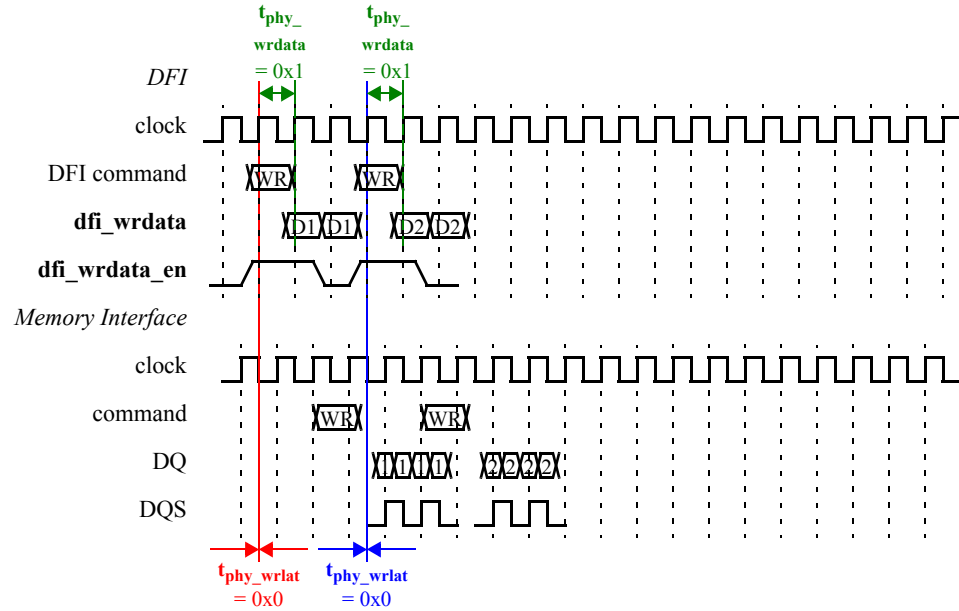 tphy_ tphy_
wrdata wrdata
= 0x1 = 0x1
DFI
clock
DFI command WR WR
dfi_wrdata D1 D1 D2 D2
dfi_wrdata_en
Memory Interface
clock
command WR WR
DQ 1 1 1 1 2 2 2 2
DQS
tphy_wrlat tphy_wrlat
= 0x0 = 0x0